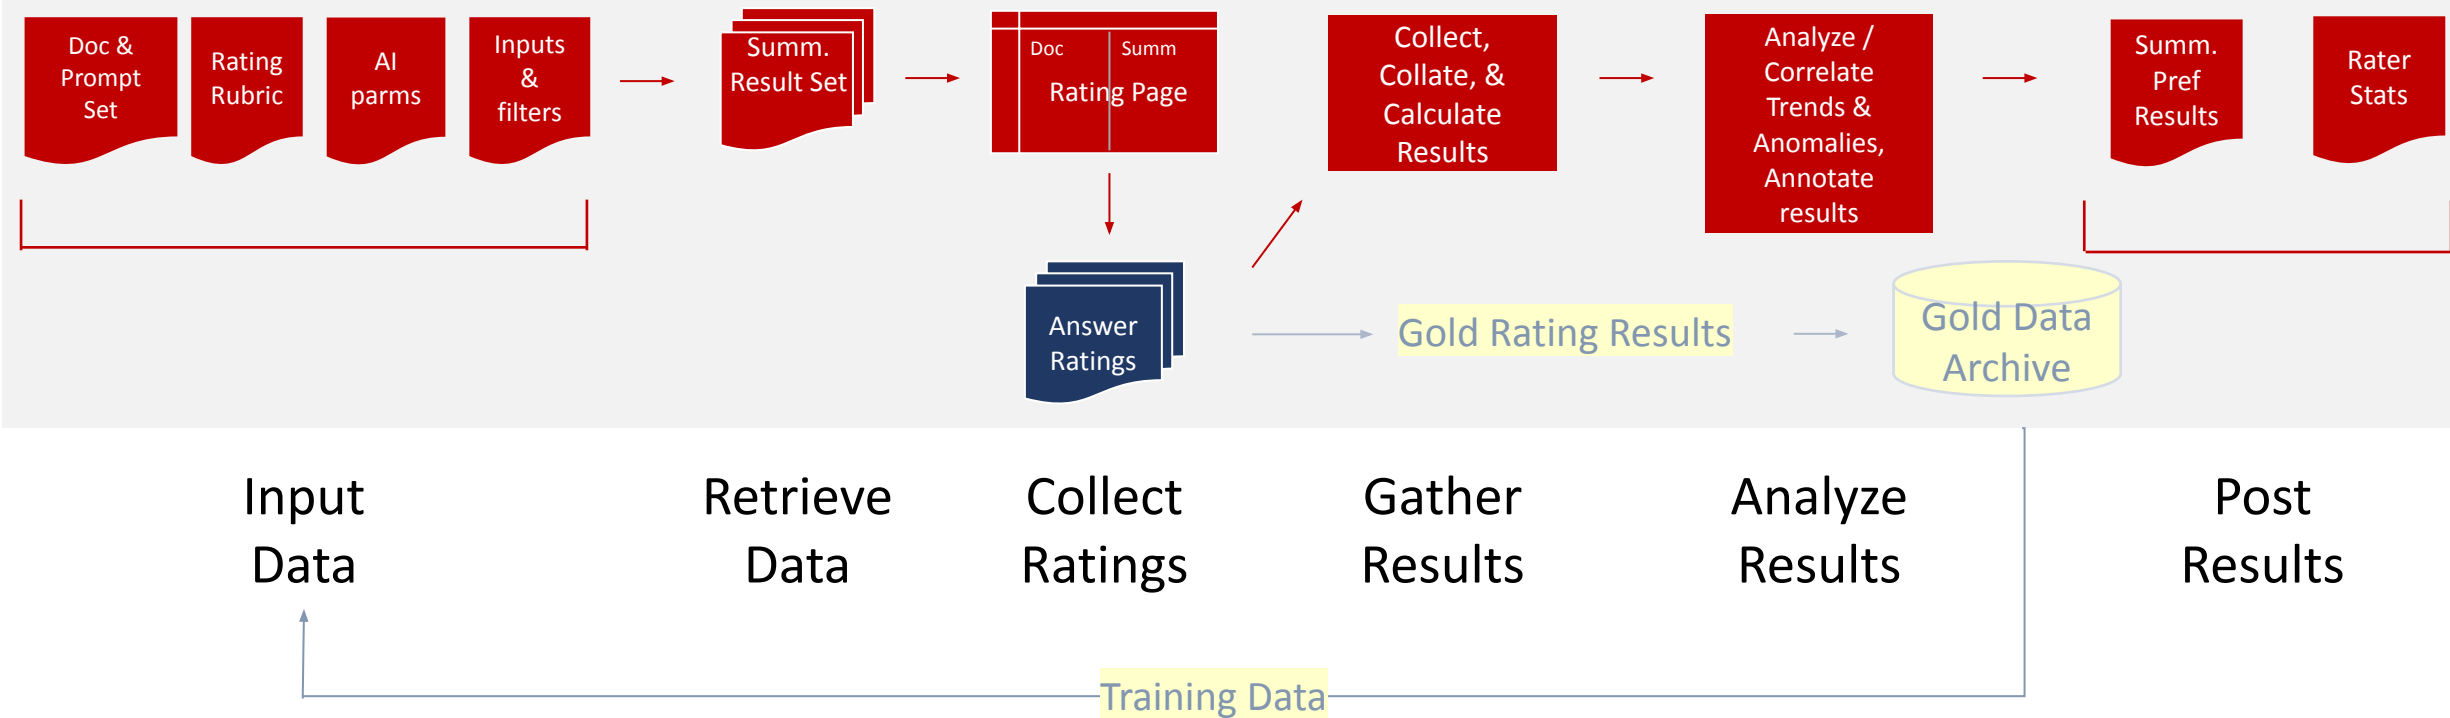 Doc &
Prompt
Set
Rating
Rubric
AI
parms
Inputs
&
filters
Summ.
Result Set
Doc
Summ
Rating Page
Collect,
Collate, &
Calculate
Results
Analyze /
Correlate
Trends &
Anomalies,
Annotate
results
Summ.
Pref
Results
Rater
Stats
Answer
Ratings
Gold Rating Results
Gold Data
Archive
Input
Data
Retrieve
Data
Collect
Ratings
Gather
Results
Analyze
Results
Post
Results
Training Data